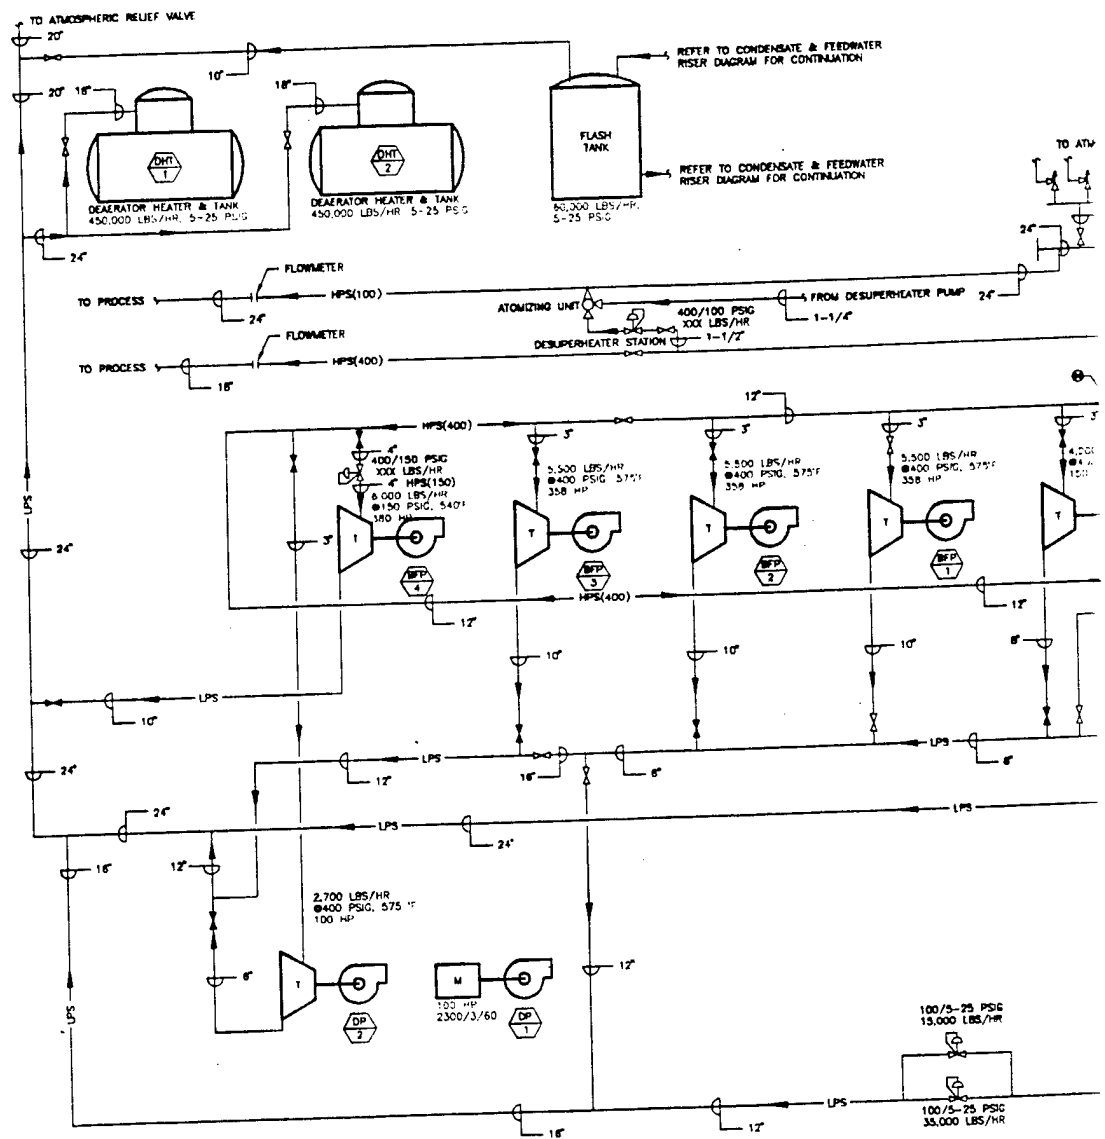 TO ATMOSPHERIC RELIEF VALVE
20"
10"
REFER TO CONDENSATE & FEEDWATER
RISER DIAGRAM FOR CONTINUATION
20"
18"
18"
FLASH
TANK
DHT
1
DHT
2
TO ATM
REFER TO CONDENSATE & FEEDWATER
RISER DIAGRAM FOR CONTINUATION
DEAERATOR HEATER & TANK
450,000 LBS/HR, 5-25 PSIG
DEAERATOR HEATER & TANK
450,000 LBS/HR 5-25 PSIG
60,000 LBS/HR,
5-25 PSIG
24"
24"
FLOWMETER
TO PROCESS
HPS(100)
24"
ATOMIZING UNIT
FROM DESUPERHEATER PUMP
24"
1-1/4"
400/100 PSIG
XXX LBS/HR
DESUPERHEATER STATION
1-1/2"
FLOWMETER
TO PROCESS
HPS(400)
18"
12"
HPS(400)
3"
3"
3"
3"
4"
400/150 PSIG
XXX LBS/HR
4" HPS(150)
6,000 LBS/HR
@150 PSIG, 540°F
380 HP
5,500 LBS/HR
@400 PSIG, 575°F
358 HP
5,500 LBS/HR
@400 PSIG, 575°F
358 HP
5,500 LBS/HR
@400 PSIG, 575°F
358 HP
LPS
24"
3"
T
T
T
T
T
BFP
4
BFP
3
BFP
2
BFP
1
HPS(400)
12"
12"
10"
10"
10"
8"
LPS
10"
LPS
12"
16"
6"
LPS
8"
24"
24"
LPS
24"
LPS
16"
12"
2,700 LBS/HR
@400 PSIG, 575°F
100 HP
6"
T
DP
2
M
100 HP
2300/3/60
DP
1
12"
LPS
100/5-25 PSIG
15,000 LBS/HR
16"
12"
LPS
100/5-25 PSIG
35,000 LBS/HR